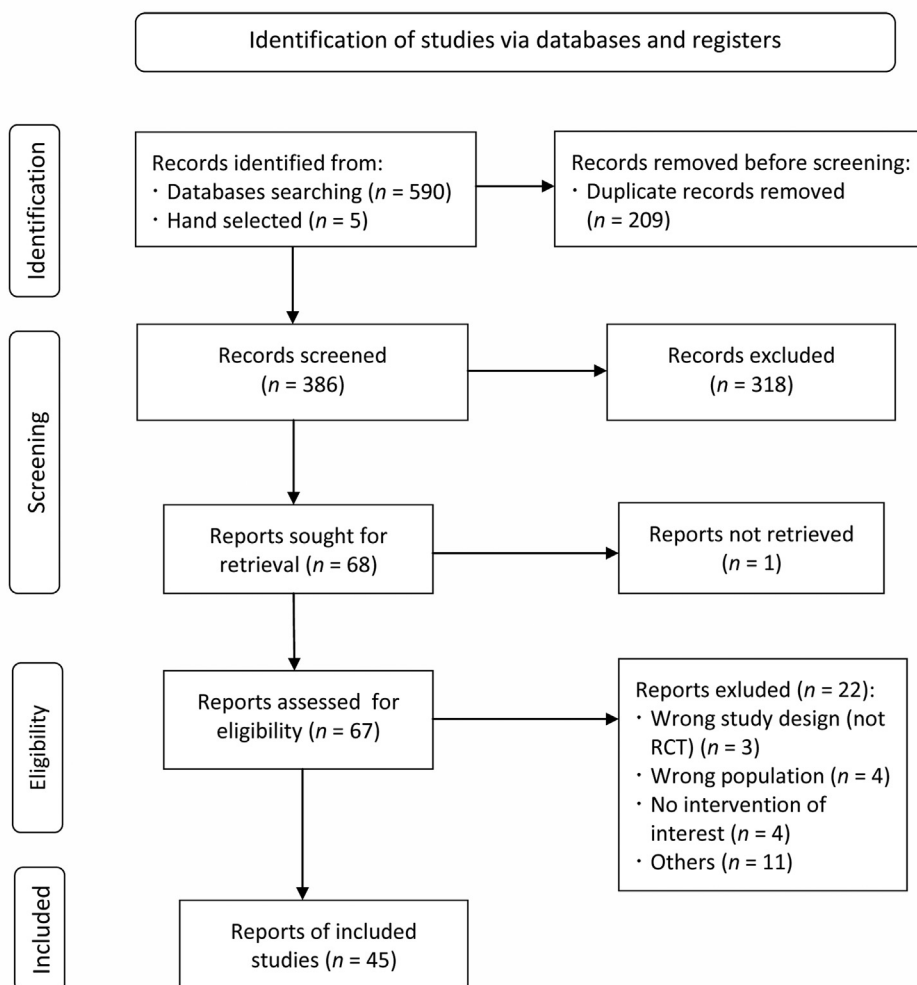 Identification of studies via databases and registers
Identification
Records identified from:
· Databases searching (n = 590)
· Hand selected (n = 5)
Records removed before screening:
· Duplicate records removed
(n = 209)
Screening
Records screened
(n = 386)
Records excluded
(n = 318)
Reports sought for
retrieval (n = 68)
Reports not retrieved
(n = 1)
Eligibility
Reports assessed for
eligibility (n = 67)
Reports exluded (n = 22):
· Wrong study design (not
RCT) (n = 3)
· Wrong population (n = 4)
· No intervention of
interest (n = 4)
· Others (n = 11)
Included
Reports of included
studies (n = 45)